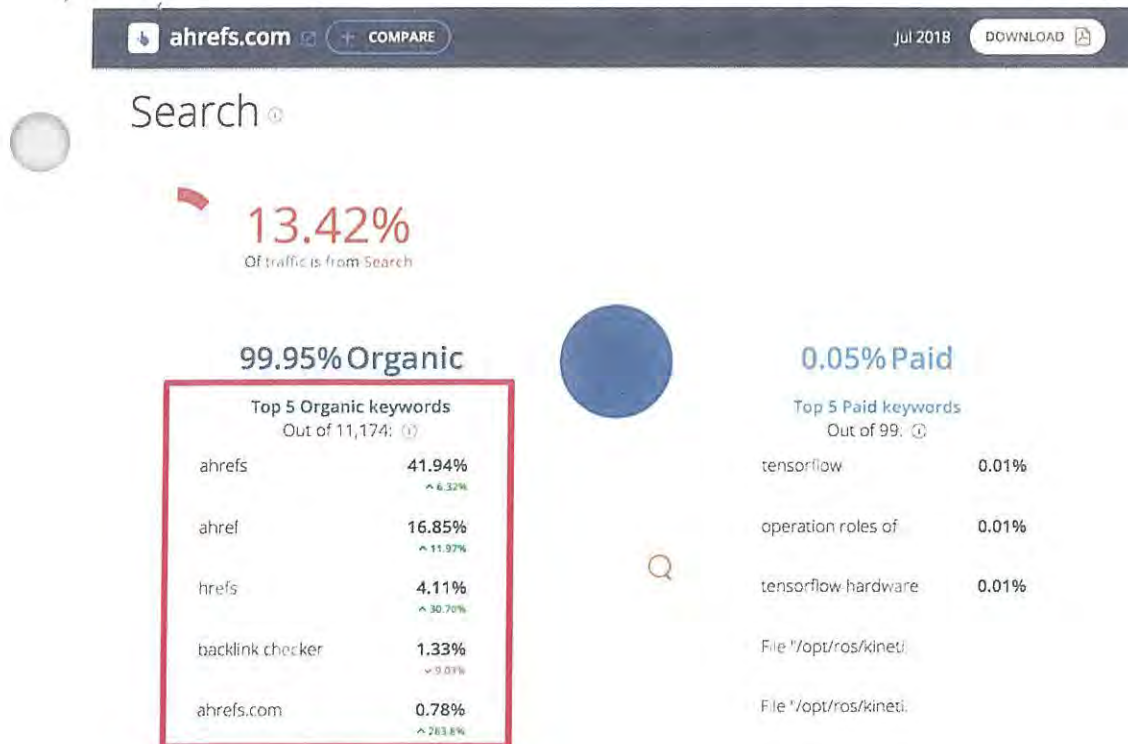 ahrefs.com + COMPARE Jul 2018 DOWNLOAD
Search
13.42%
Of traffic is from Search
99.95% Organic
Top 5 Organic keywords
Out of 11,174:
ahrefs 41.94%
^ 6.32%
ahref 16.85%
^ 11.97%
hrefs 4.11%
^ 30.70%
backlink checker 1.33%
˅ 9.03%
ahrefs.com 0.78%
^ 283.8%
0.05% Paid
Top 5 Paid keywords
Out of 99:
tensorflow 0.01%
operation roles of 0.01%
tensorflow hardware 0.01%
File "/opt/ros/kineti.
File "/opt/ros/kineti.